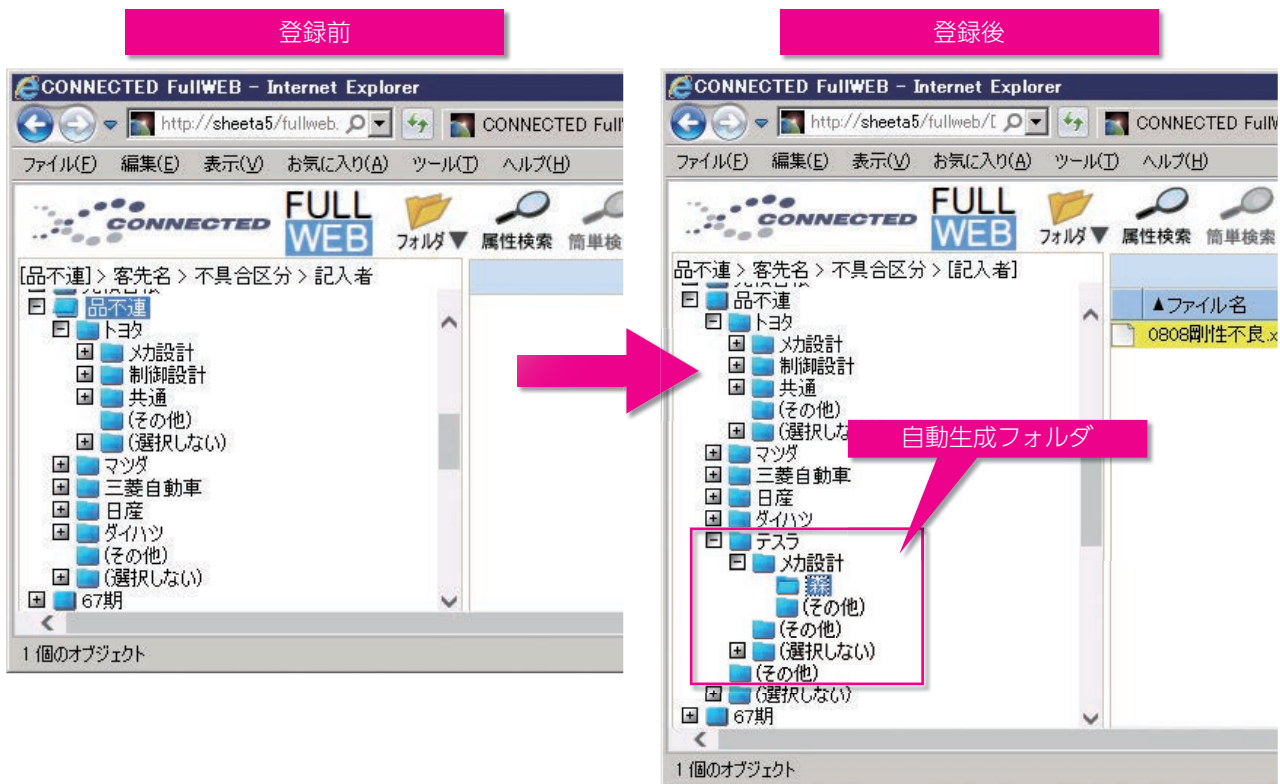 登録前
CONNECTED FullWEB - Internet Explorer
http://sheeta5/fullweb.
CONNECTED Full
ファイル(F) 編集(E) 表示(V) お気に入り(A) ツール(T) ヘルプ(H)
CONNECTED
FULL
WEB
フォルダ▼ 属性検索 簡単検
[品不連] > 客先名 > 不具合区分 > 記入者
品不連
トヨタ
メカ設計
制御設計
共通
(その他)
(選択しない)
マツダ
三菱自動車
日産
ダイハツ
(その他)
(選択しない)
67期
1 個のオブジェクト
登録後
CONNECTED FullWEB - Internet Explorer
http://sheeta5/fullweb/
CONNECTED Full
ファイル(F) 編集(E) 表示(V) お気に入り(A) ツール(T) ヘルプ(H)
CONNECTED
FULL
WEB
フォルダ▼ 属性検索 簡単検索
品不連 > 客先名 > 不具合区分 > [記入者]
▲ファイル名
0808剛性不良.x
品不連
トヨタ
メカ設計
制御設計
共通
(その他)
(選択しな
自動生成フォルダ
マツダ
三菱自動車
日産
ダイハツ
テスラ
メカ設計
(その他)
(その他)
(選択しない)
(その他)
(選択しない)
67期
1 個のオブジェクト